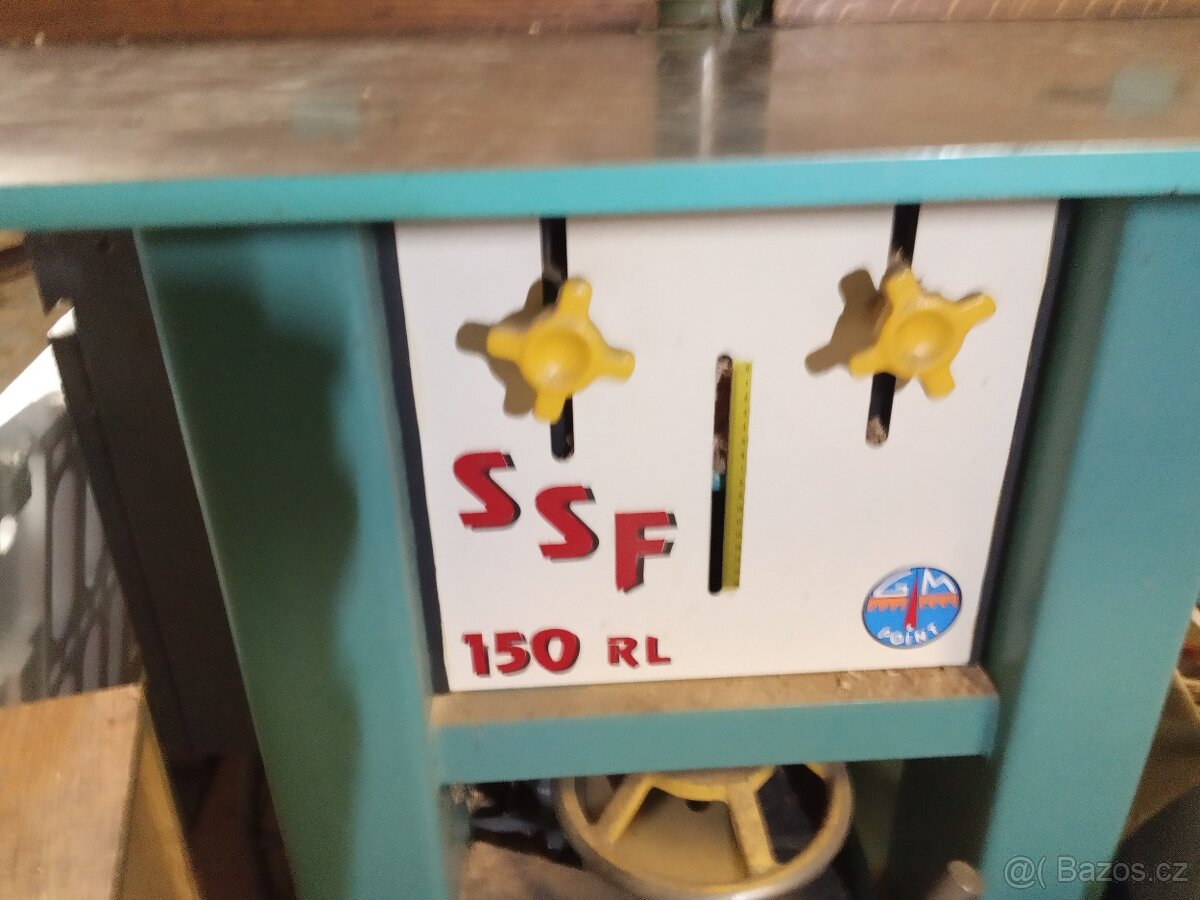 SSF
150 RL
GM
POINT
@( Bazos.cz